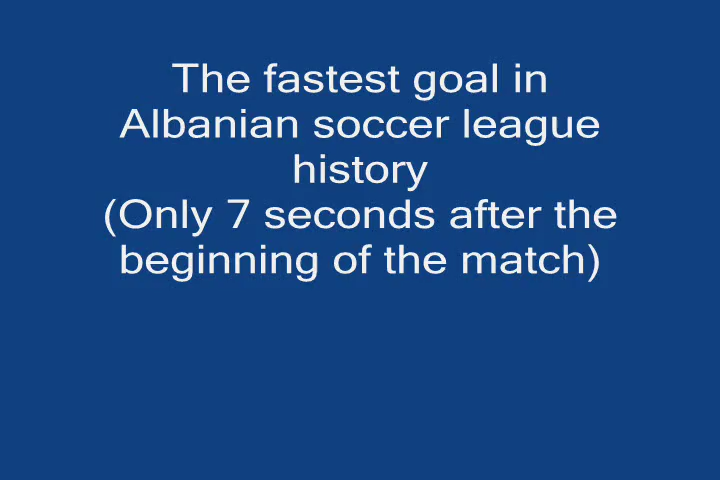 The fastest goal in
Albanian soccer league
history
(Only 7 seconds after the
beginning of the match)